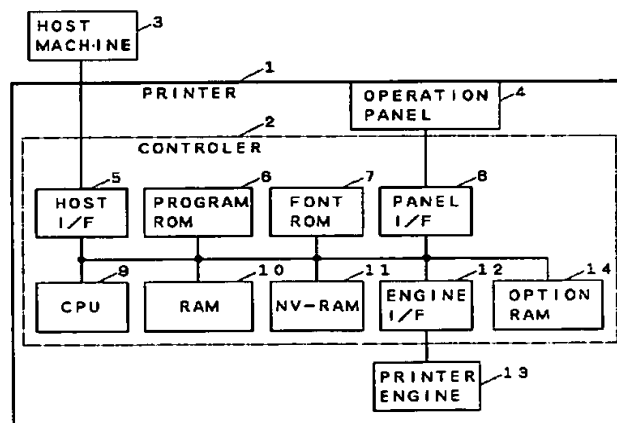 HOST
MACHINE
3
1
PRINTER
OPERATION
PANEL
4
2
CONTROLER
5
HOST
I/F
6
PROGRAM
ROM
7
FONT
ROM
8
PANEL
I/F
9
CPU
10
RAM
11
NV-RAM
12
ENGINE
I/F
14
OPTION
RAM
PRINTER
ENGINE
13